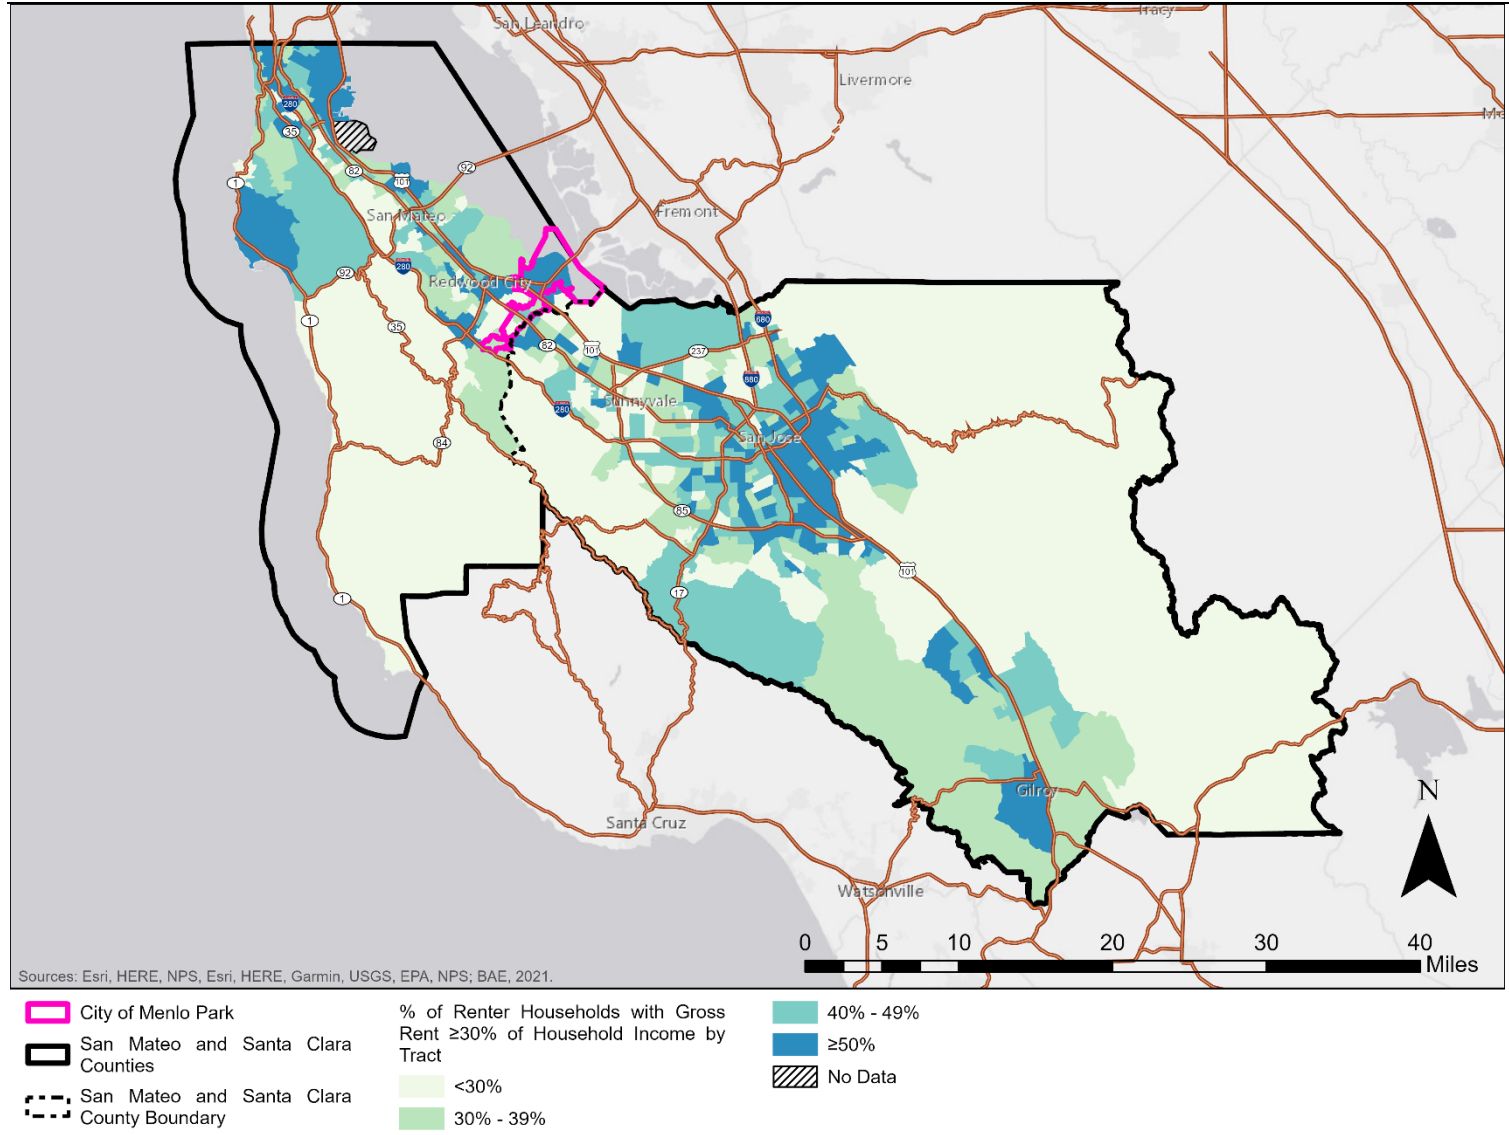 San Leandro
Tracy
Livermore
280
35
82
101
92
1
San Mateo
Fremont
92
280
Redwood City
1
35
82
101
237
680
880
280
Sunnyvale
San Jose
84
85
101
17
1
Gilroy
Santa Cruz
Watsonville
N
0 5 10 20 30 40
Miles
Sources: Esri, HERE, NPS, Esri, HERE, Garmin, USGS, EPA, NPS; BAE, 2021.
City of Menlo Park
San Mateo and Santa Clara
Counties
San Mateo and Santa Clara
County Boundary
% of Renter Households with Gross
Rent ≥30% of Household Income by
Tract
<30%
30% - 39%
40% - 49%
≥50%
No Data